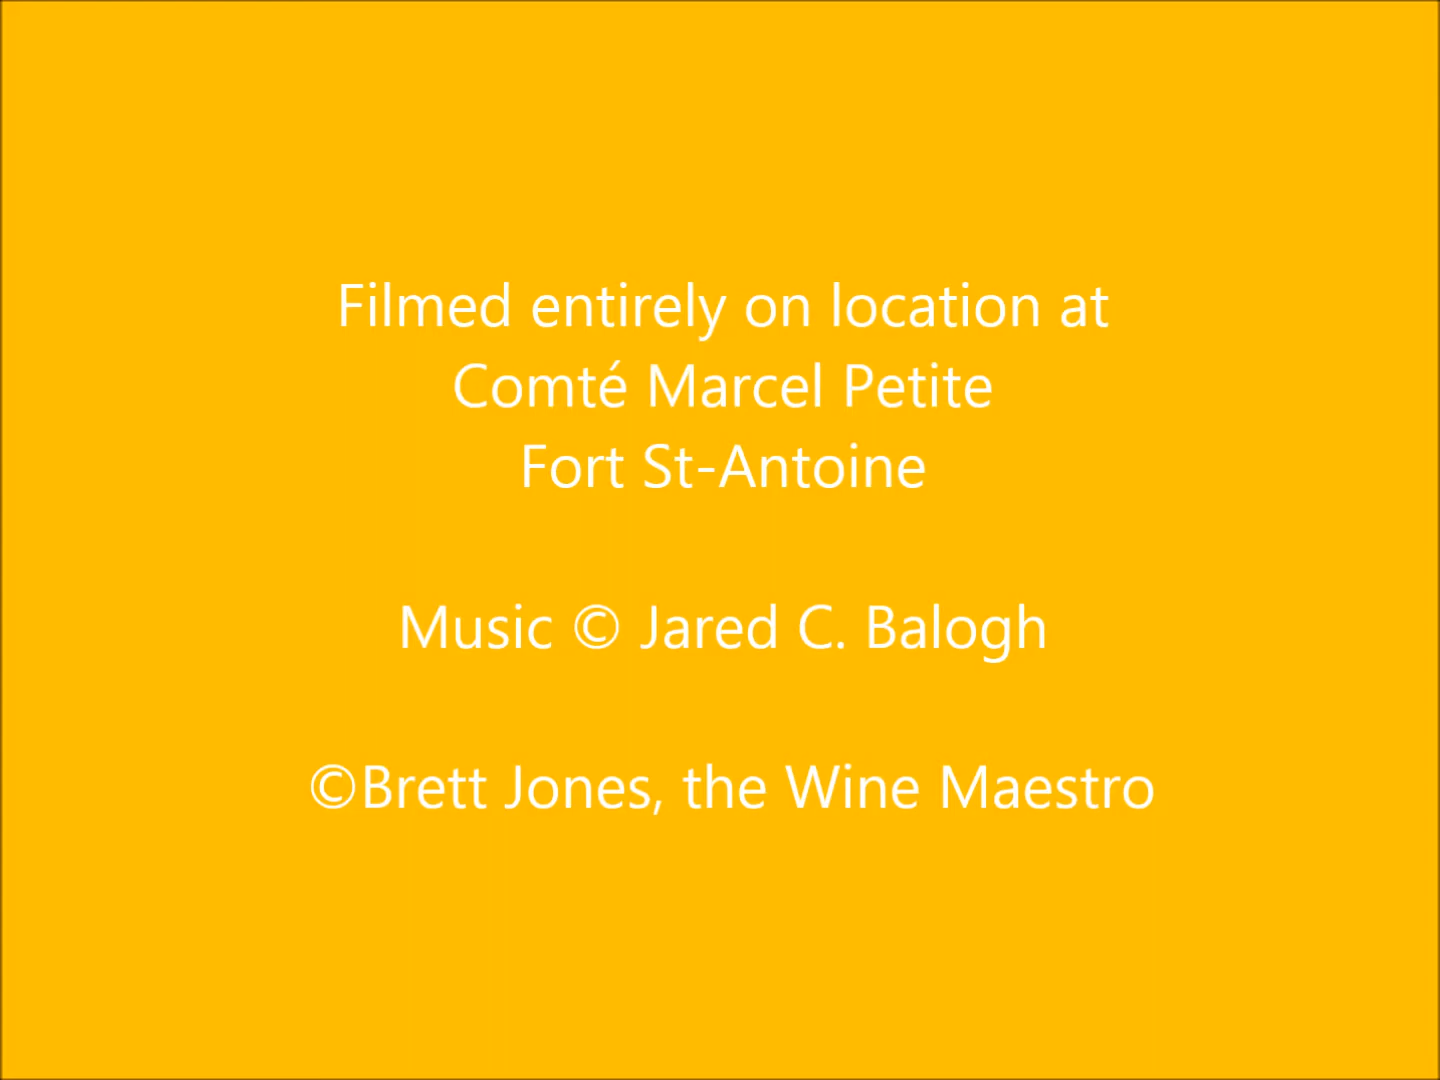 Filmed entirely on location at
Comté Marcel Petite
Fort St-Antoine
Music © Jared C. Balogh
©Brett Jones, the Wine Maestro